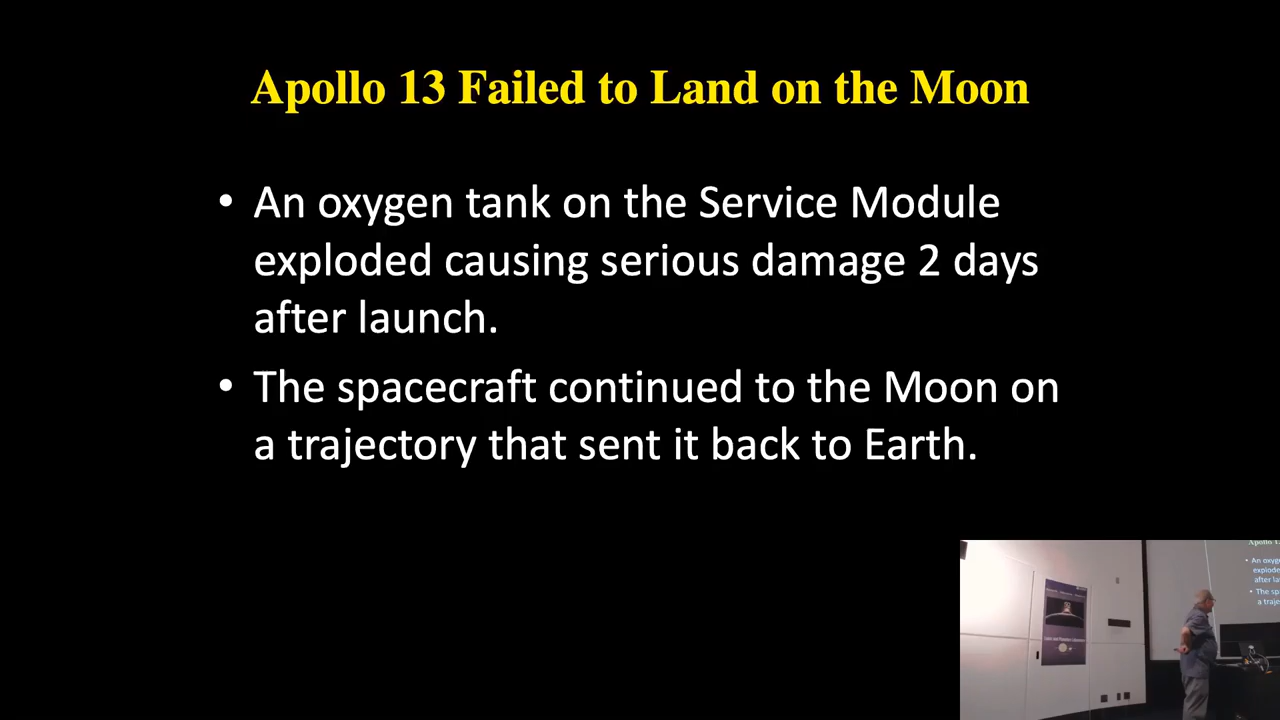 Apollo 13 Failed to Land on the Moon
• An oxygen tank on the Service Module
exploded causing serious damage 2 days
after launch.
• The spacecraft continued to the Moon on
a trajectory that sent it back to Earth.